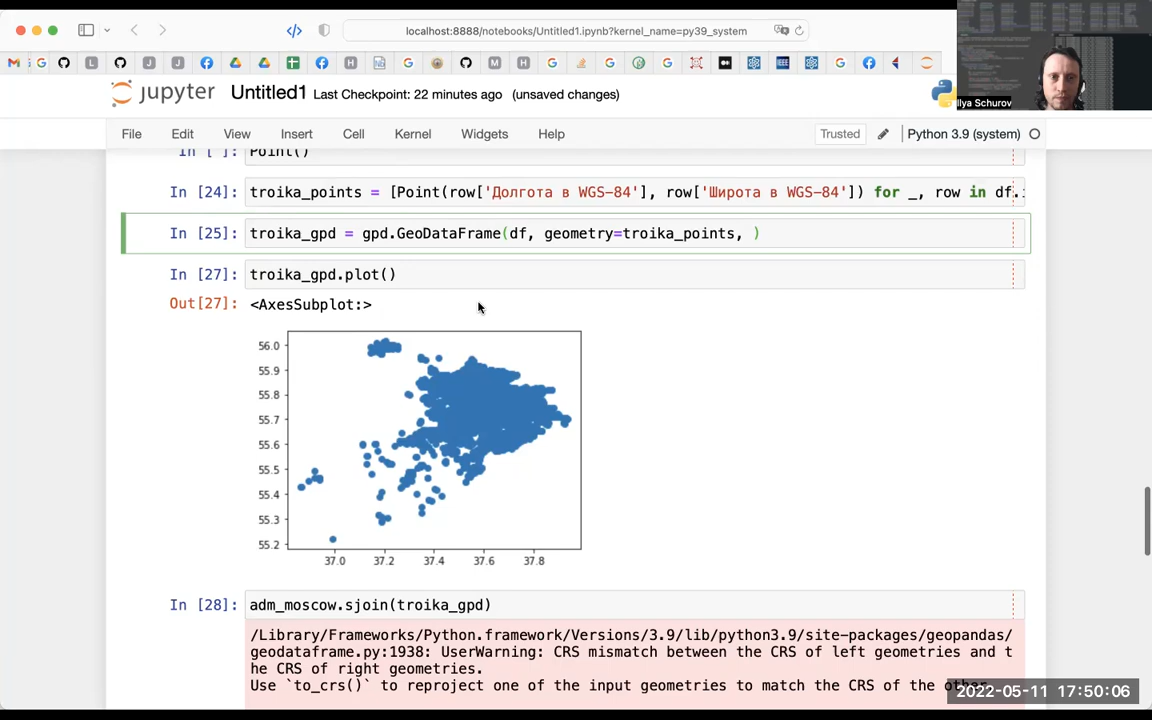 localhost:8888/notebooks/Untitled1.ipynb?kernel_name=py39_system
Ilya Schurov
jupyter Untitled1 Last Checkpoint: 22 minutes ago (unsaved changes)
File Edit View Insert Cell Kernel Widgets Help Trusted Python 3.9 (system)
In [ ]: Point()
In [24]: troika_points = [Point(row['Долгота в WGS-84'], row['Широта в WGS-84']) for _, row in df.i
In [25]: troika_gpd = gpd.GeoDataFrame(df, geometry=troika_points, )
In [27]: troika_gpd.plot()
Out[27]: <AxesSubplot:>
56.0
55.9
55.8
55.7
55.6
55.5
55.4
55.3
55.2
37.0 37.2 37.4 37.6 37.8
In [28]: adm_moscow.sjoin(troika_gpd)
/Library/Frameworks/Python.framework/Versions/3.9/lib/python3.9/site-packages/geopandas/
geodataframe.py:1938: UserWarning: CRS mismatch between the CRS of left geometries and t
he CRS of right geometries.
Use `to_crs()` to reproject one of the input geometries to match the CRS of the other.
2022-05-11 17:50:06